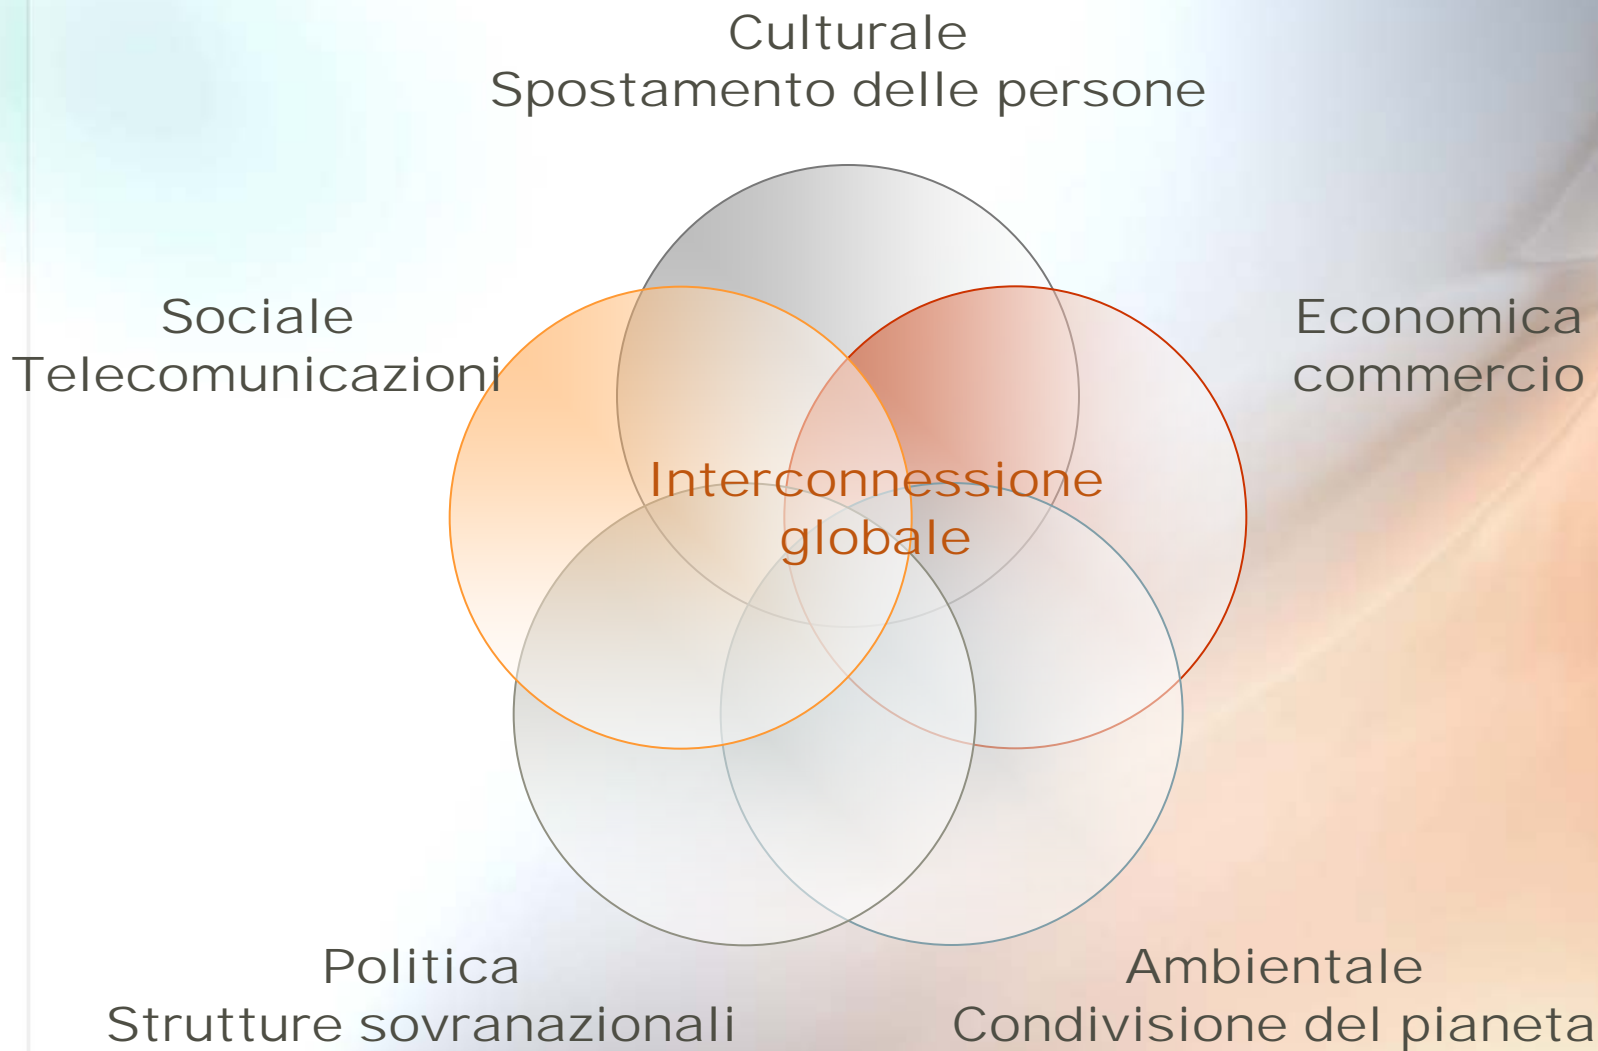 Culturale
Spostamento delle persone
Sociale
Telecomunicazioni
Economica
commercio
Interconnessione
globale
Politica
Strutture sovranazionali
Ambientale
Condivisione del pianeta